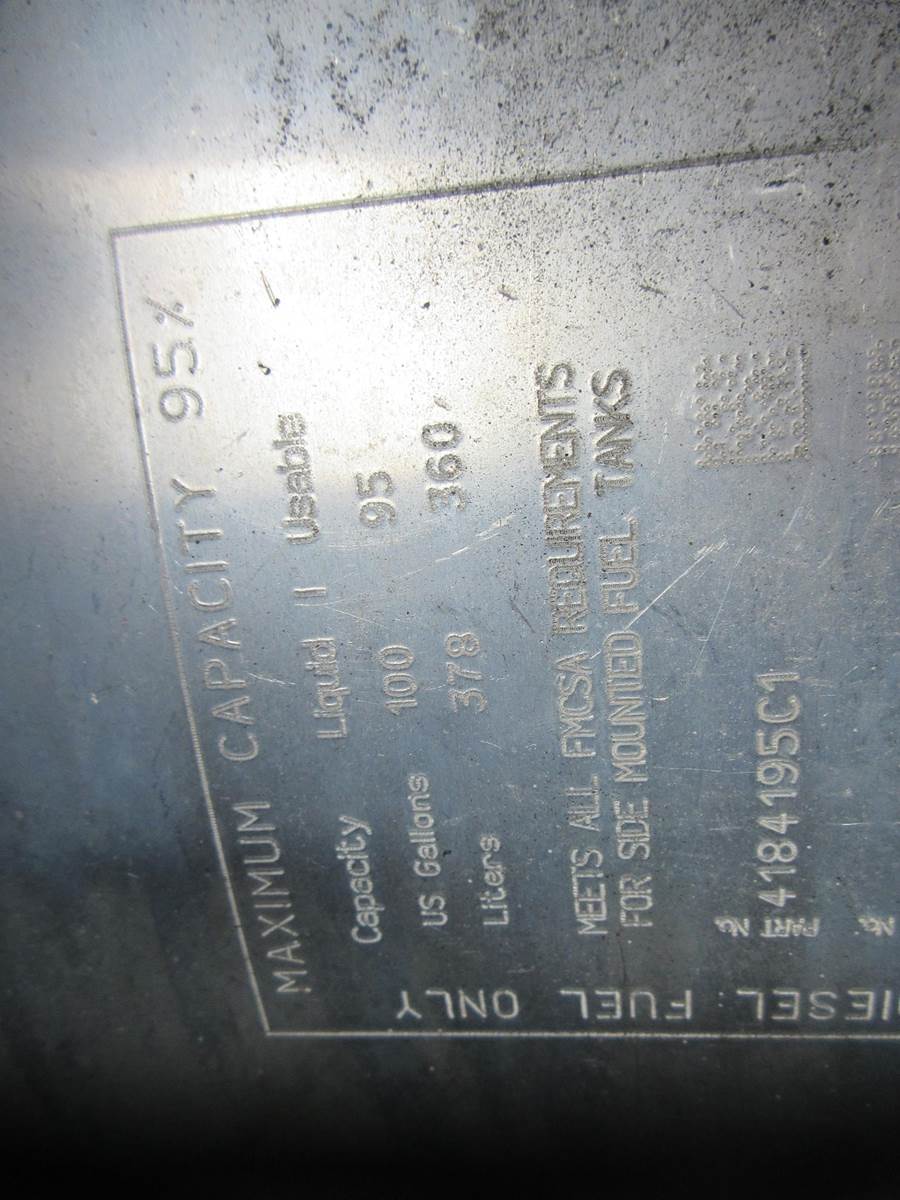 MAXIMUM CAPACITY 95%
Capacity Liquid || Usable
US Gallons 100 95
Liters 378 360
MEETS ALL FMCSA REQUIREMENTS
FOR SIDE MOUNTED FUEL TANKS
PART No. 4184195C1
No.
DIESEL FUEL ONLY